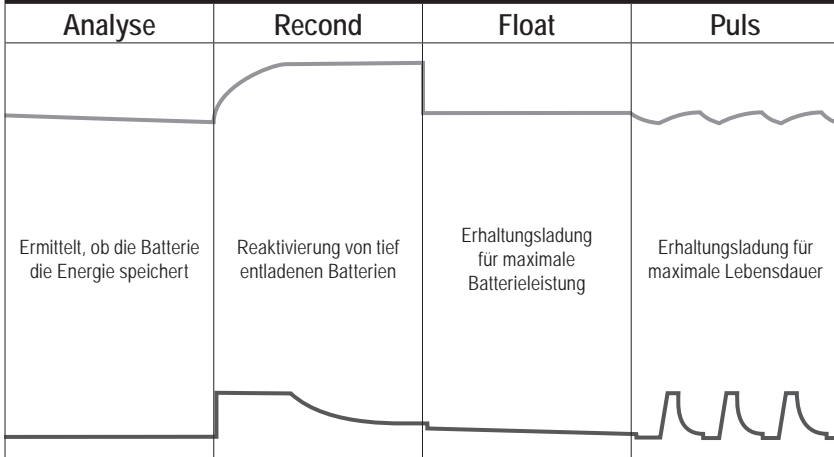 Analyse
Recond
Float
Puls
Ermittelt, ob die Batterie
die Energie speichert
Reaktivierung von tief
entladenen Batterien
Erhaltungsladung
für maximale
Batterieleistung
Erhaltungsladung für
maximale Lebensdauer